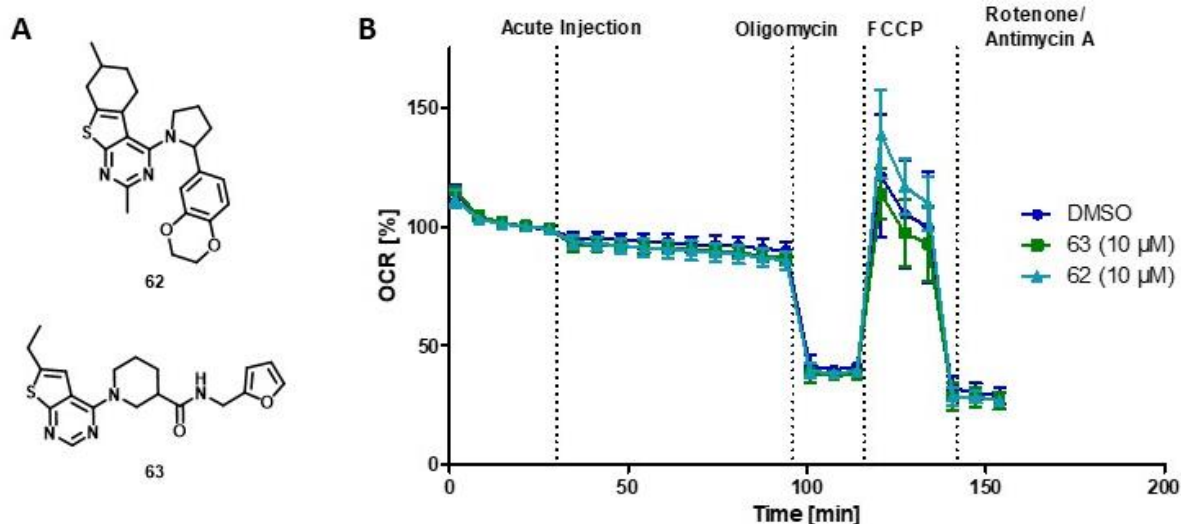 A
S
N
N
N
O
O
62
S
N
N
N
H
N
O
O
63
B
Acute Injection
Oligomycin
FCCP
Rotenone/
Antimycin A
OCR [%]
150
100
50
0
0
50
100
150
200
Time [min]
DMSO
63 (10 µM)
62 (10 µM)